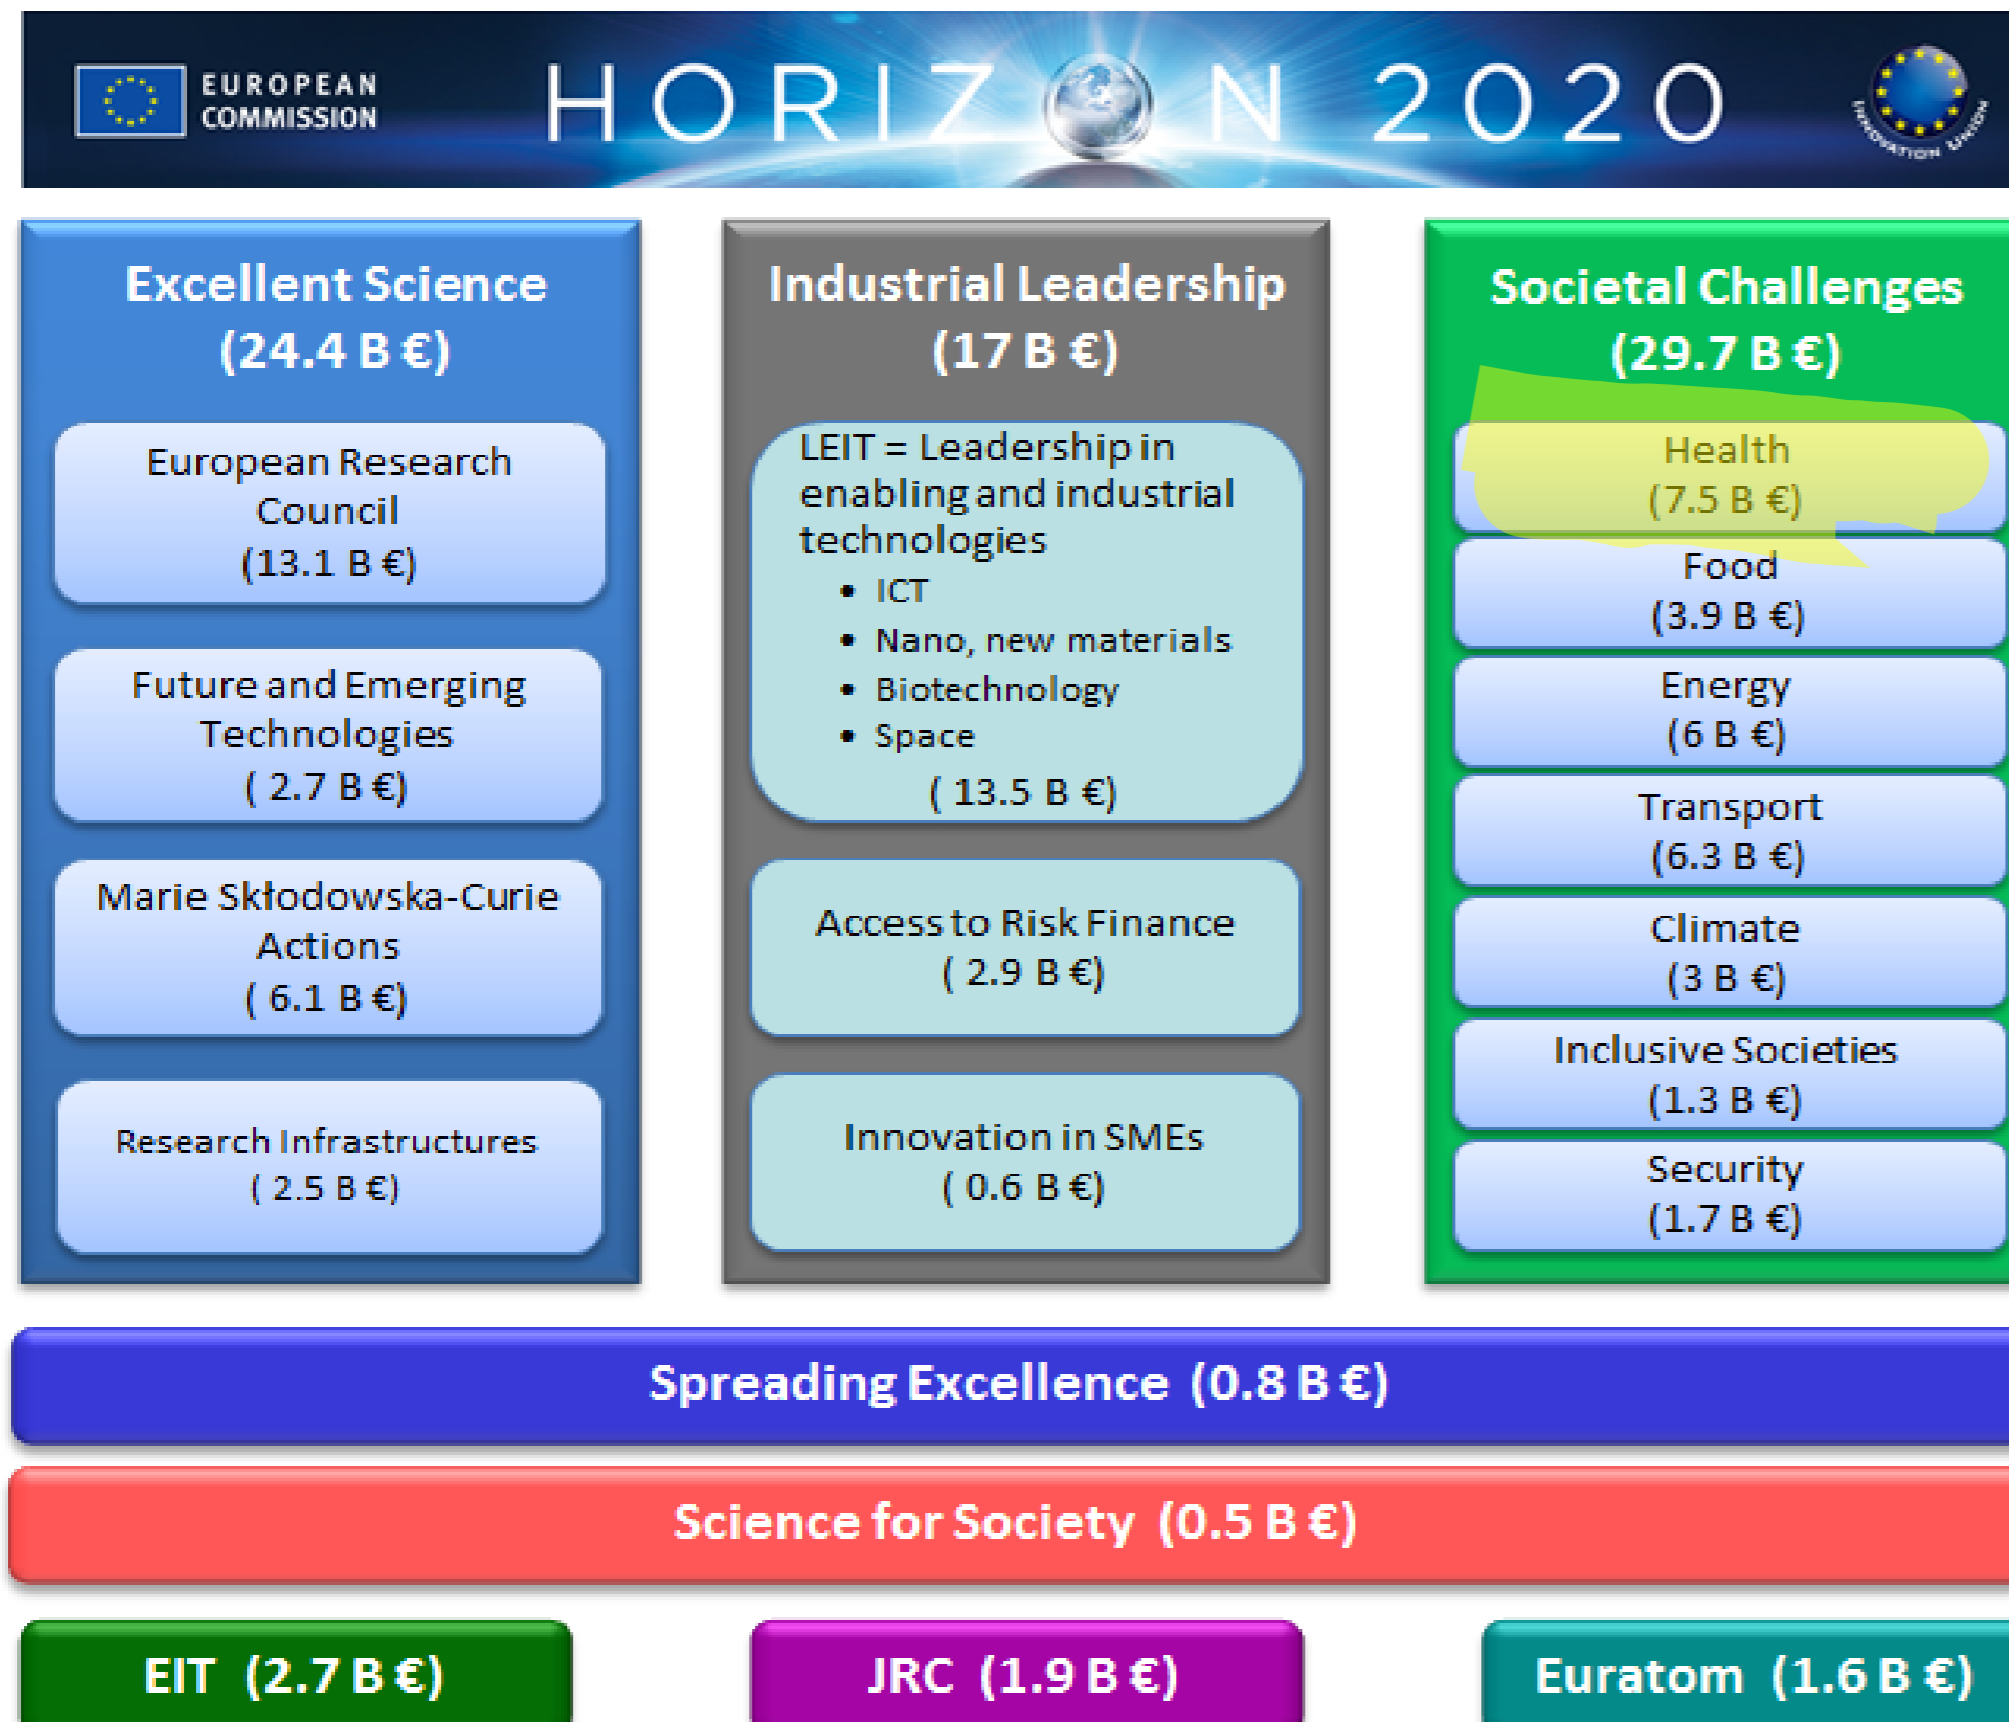 EUROPEAN
COMMISSION
HORIZON 2020
INNOVATION UNION
Excellent Science
(24.4 B €)
European Research
Council
(13.1 B €)
Future and Emerging
Technologies
( 2.7 B €)
Marie Skłodowska-Curie
Actions
( 6.1 B €)
Research Infrastructures
( 2.5 B €)
Industrial Leadership
(17 B €)
LEIT = Leadership in
enabling and industrial
technologies
• ICT
• Nano, new materials
• Biotechnology
• Space
( 13.5 B €)
Access to Risk Finance
( 2.9 B €)
Innovation in SMEs
( 0.6 B €)
Societal Challenges
(29.7 B €)
Health
(7.5 B €)
Food
(3.9 B €)
Energy
(6 B €)
Transport
(6.3 B €)
Climate
(3 B €)
Inclusive Societies
(1.3 B €)
Security
(1.7 B €)
Spreading Excellence (0.8 B €)
Science for Society (0.5 B €)
EIT (2.7 B €)
JRC (1.9 B €)
Euratom (1.6 B €)